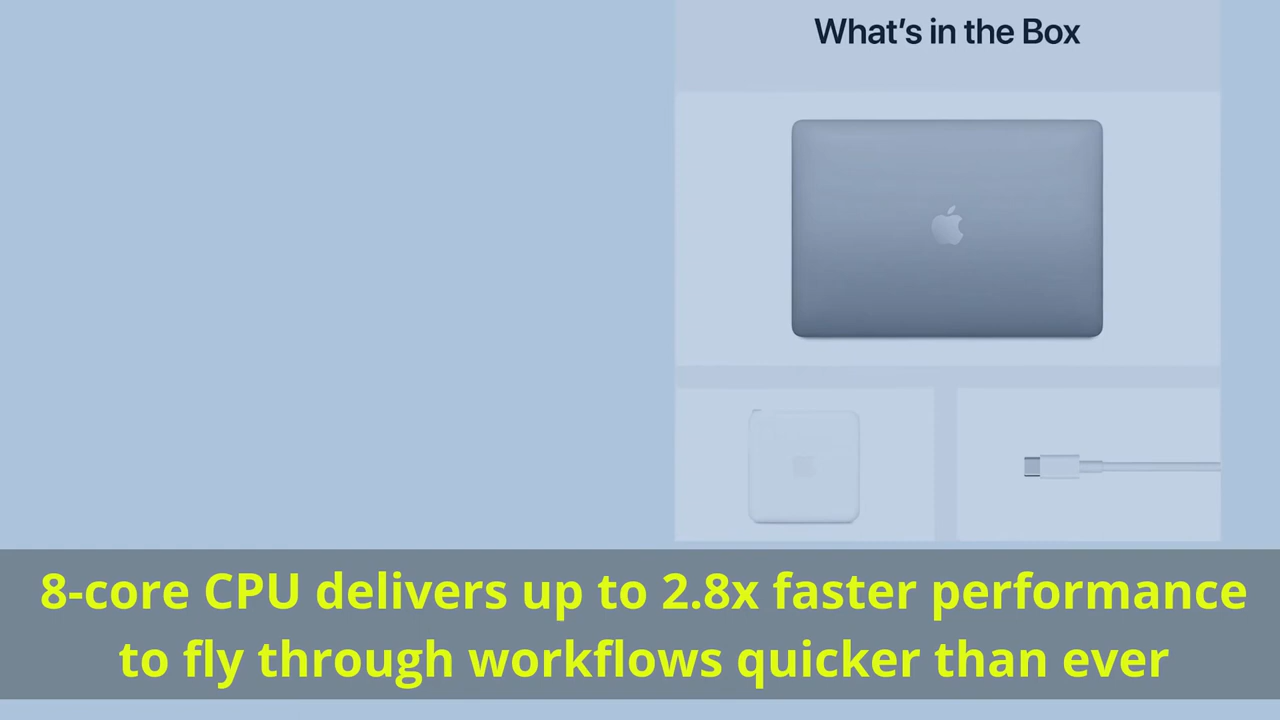 What’s in the Box
8-core CPU delivers up to 2.8x faster performance
to fly through workflows quicker than ever